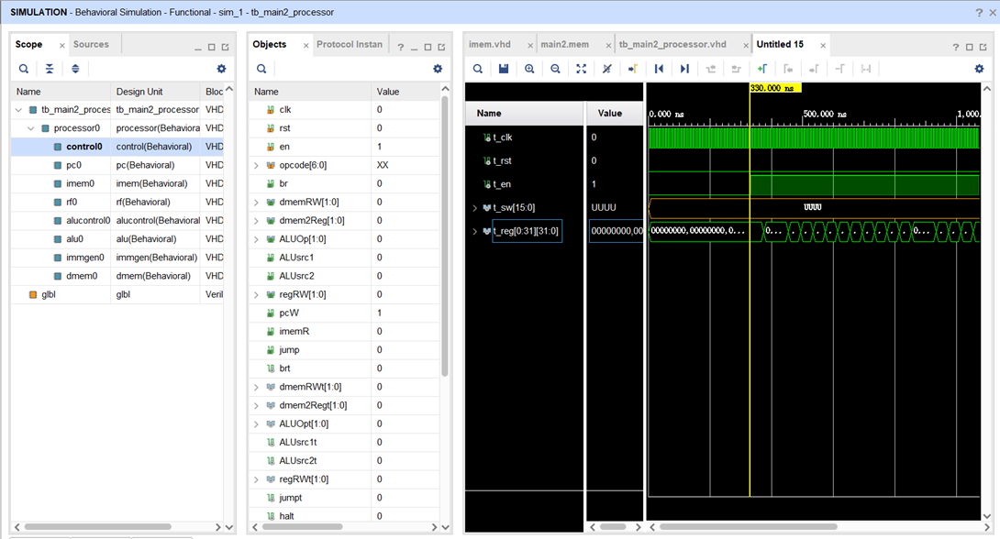 SIMULATION - Behavioral Simulation - Functional - sim_1 - tb_main2_processor
Scope Sources
Name Design Unit Bloc
tb_main2_proces tb_main2_processor VHD
processor0 processor(Behaviora VHD
control0 control(Behavioral) VHD
pc0 pc(Behavioral) VHD
imem0 imem(Behavioral) VHD
rf0 rf(Behavioral) VHD
alucontrol0 alucontrol(Behavioral VHD
alu0 alu(Behavioral) VHD
immgen0 immgen(Behavioral) VHD
dmem0 dmem(Behavioral) VHD
glbl glbl Veril
Objects Protocol Instan
Name Value
clk 0
rst 0
en 1
opcode[6:0] XX
br 0
dmemRW[1:0] 0
dmem2Reg[1:0] 0
ALUOp[1:0] 0
ALUsrc1 0
ALUsrc2 0
regRW[1:0] 0
pcW 1
imemR 0
jump 0
brt 0
dmemRWt[1:0] 0
dmem2Regt[1:0] 0
ALUOpt[1:0] 0
ALUsrc1t 0
ALUsrc2t 0
regRWt[1:0] 0
jumpt 0
halt 0
imem.vhd main2.mem tb_main2_processor.vhd Untitled 15
330.000 ns
Name Value 0.000 ns 500.000 ns 1,000.
t_clk 0
t_rst 0
t_en 1
t_sw[15:0] UUUU UUUU
t_reg[0:31][31:0] 00000000,00 00000000,00000000,0... 0... 0...